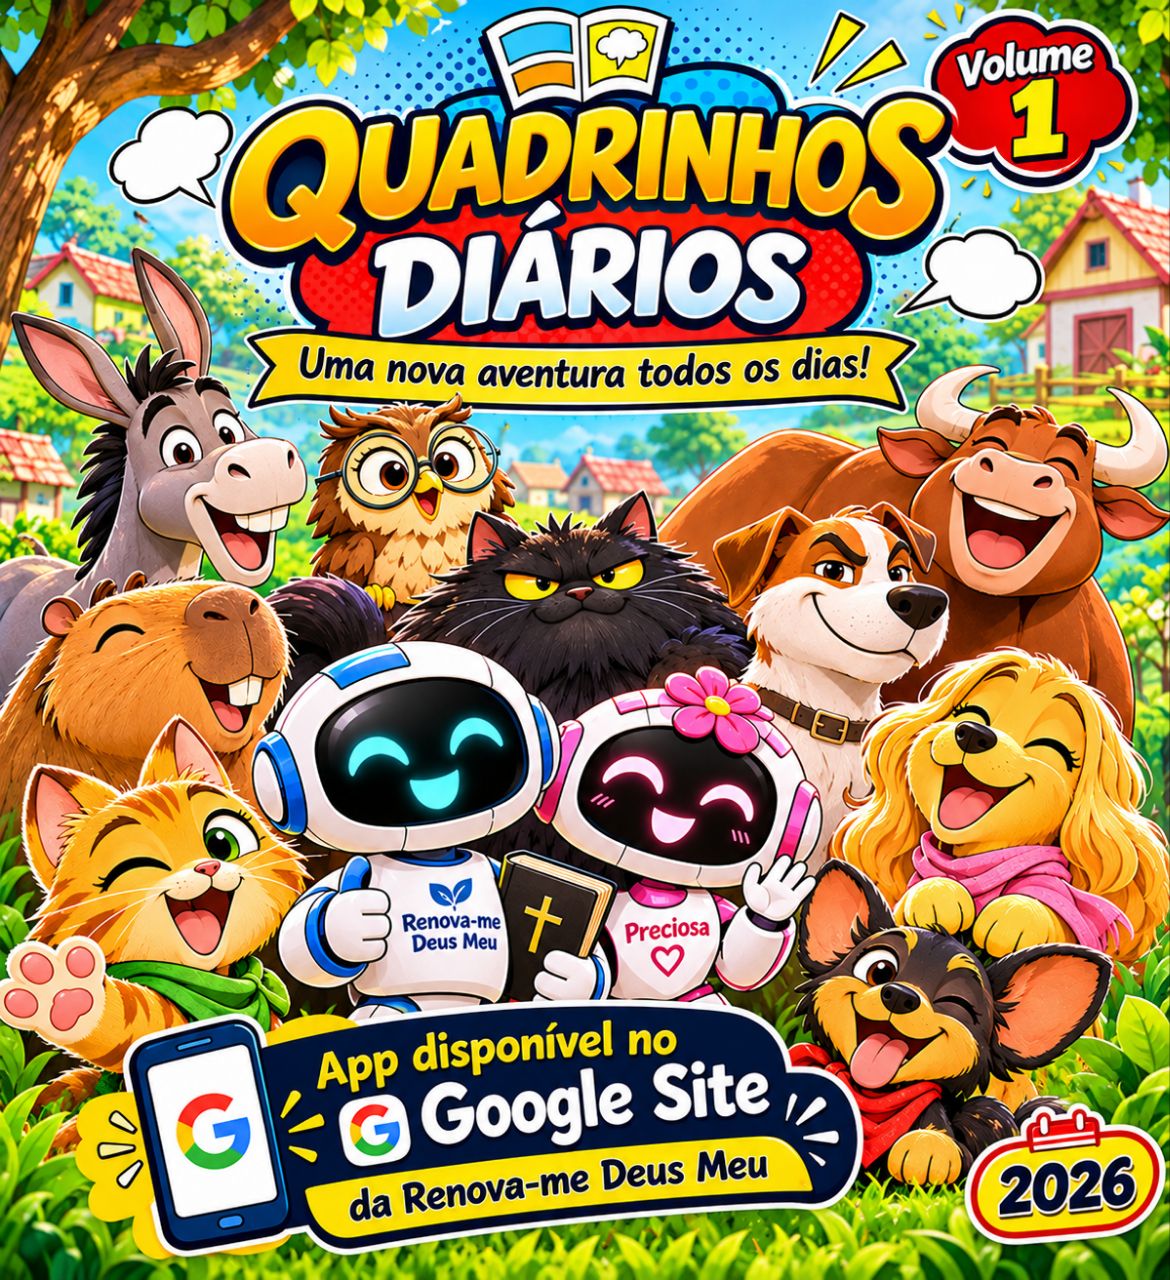 Volume
1
QUADRINHOS
DIÁRIOS
Uma nova aventura todos os dias!
Renova-me
Deus Meu
Preciosa
App disponível no
G
G Google Site
da Renova-me Deus Meu
2026